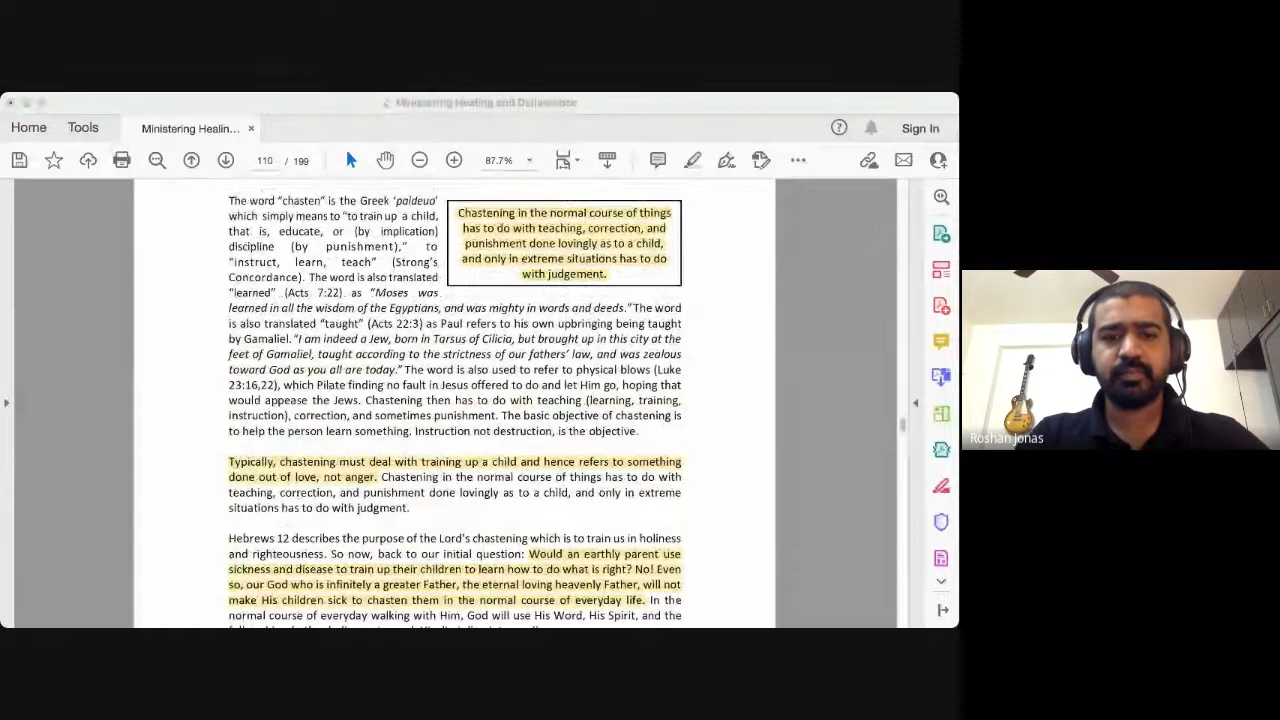 Ministering Healing and Deliverance
Home Tools Ministering Healin... × Sign In
110 / 199 87.7%
The word “chasten” is the Greek ‘paideuo’
which simply means to “to train up a child,
that is, educate, or (by implication)
discipline (by punishment),” to
“instruct, learn, teach” (Strong’s
Concordance). The word is also translated
“learned” (Acts 7:22) as “Moses was
Chastening in the normal course of things
has to do with teaching, correction, and
punishment done lovingly as to a child,
and only in extreme situations has to do
with judgement.
learned in all the wisdom of the Egyptians, and was mighty in words and deeds.” The word
is also translated “taught” (Acts 22:3) as Paul refers to his own upbringing being taught
by Gamaliel. “I am indeed a Jew, born in Tarsus of Cilicia, but brought up in this city at the
feet of Gamaliel, taught according to the strictness of our fathers’ law, and was zealous
toward God as you all are today.” The word is also used to refer to physical blows (Luke
23:16,22), which Pilate finding no fault in Jesus offered to do and let Him go, hoping that
would appease the Jews. Chastening then has to do with teaching (learning, training,
instruction), correction, and sometimes punishment. The basic objective of chastening is
to help the person learn something. Instruction not destruction, is the objective.
Typically, chastening must deal with training up a child and hence refers to something
done out of love, not anger. Chastening in the normal course of things has to do with
teaching, correction, and punishment done lovingly as to a child, and only in extreme
situations has to do with judgment.
Hebrews 12 describes the purpose of the Lord’s chastening which is to train us in holiness
and righteousness. So now, back to our initial question: Would an earthly parent use
sickness and disease to train up their children to learn how to do what is right? No! Even
so, our God who is infinitely a greater Father, the eternal loving heavenly Father, will not
make His children sick to chasten them in the normal course of everyday life. In the
normal course of everyday walking with Him, God will use His Word, His Spirit, and the
Roshan Jonas